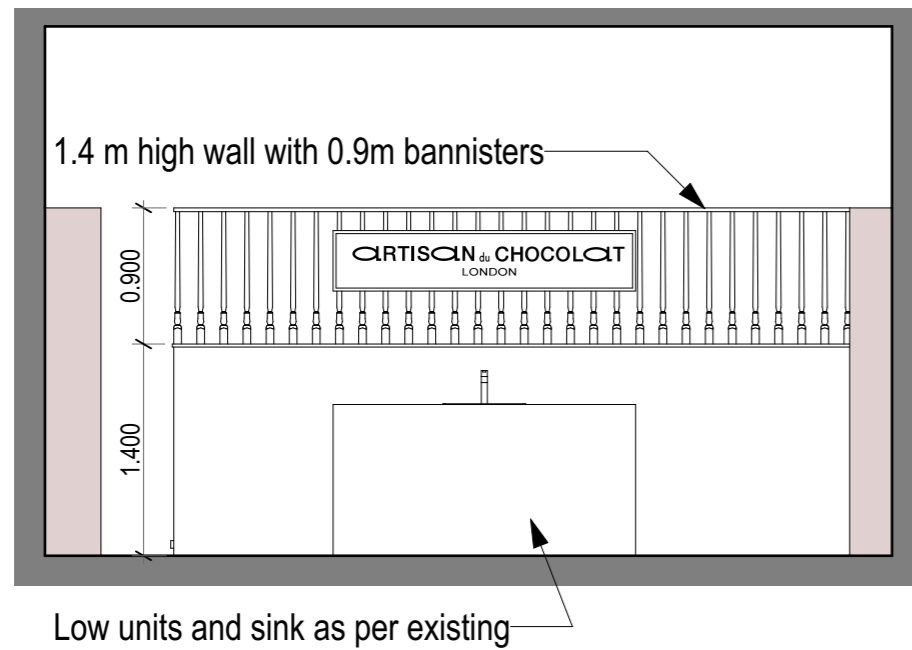 1.4 m high wall with 0.9m bannisters
0.900
ARTISAN du CHOCOLAT
LONDON
1.400
Low units and sink as per existing